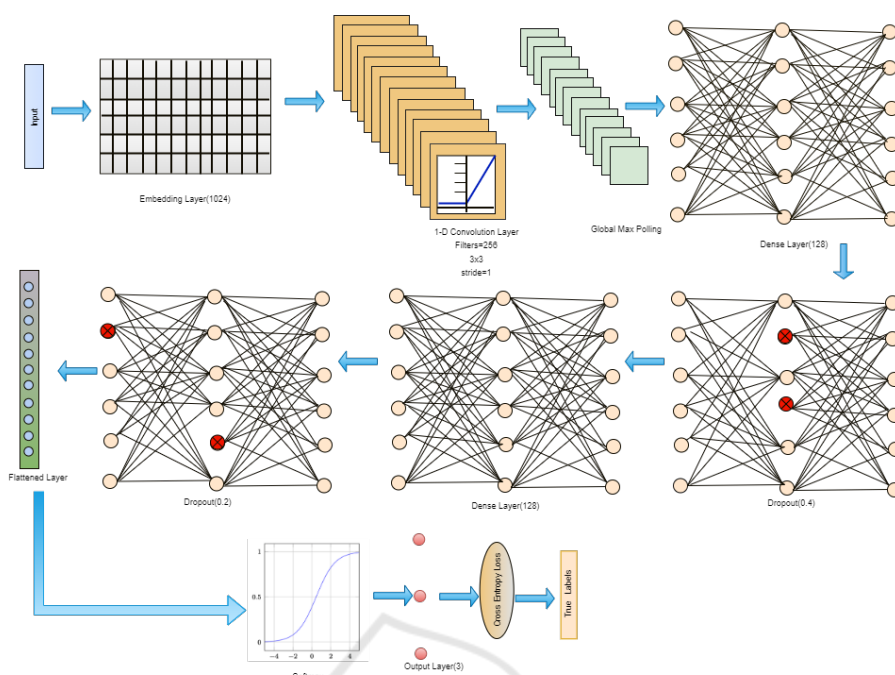 Input
Embedding Layer(1024)
1-D Convolution Layer
Filters=256
3x3
stride=1
Global Max Polling
Dense Layer(128)
Flattened Layer
Dropout(0.2)
Dense Layer(128)
Dropout(0.4)
1
0.5
0
−4 −2 0 2 4
Output Layer(3)
Cross Entropy Loss
True Labels